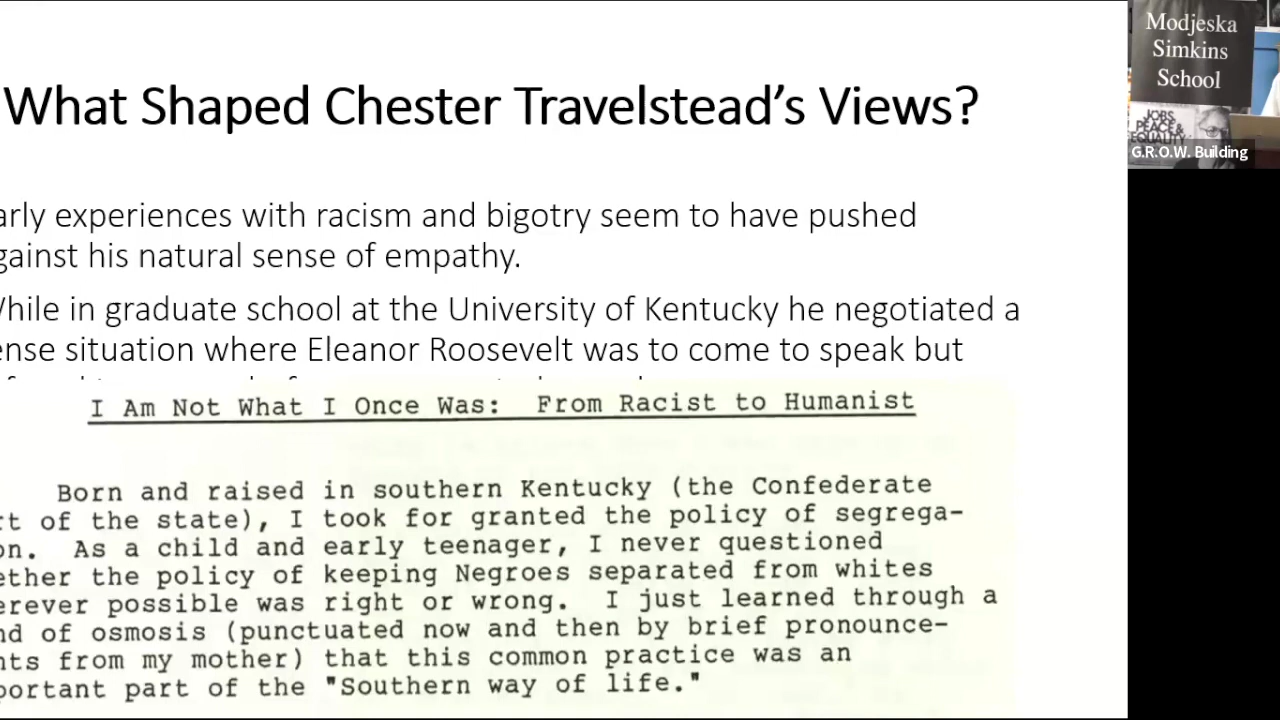 What Shaped Chester Travelstead's Views?
arly experiences with racism and bigotry seem to have pushed
gainst his natural sense of empathy.
While in graduate school at the University of Kentucky he negotiated a
ense situation where Eleanor Roosevelt was to come to speak but
I Am Not What I Once Was: From Racist to Humanist
Born and raised in southern Kentucky (the Confederate
rt of the state), I took for granted the policy of segrega-
on. As a child and early teenager, I never questioned
ether the policy of keeping Negroes separated from whites
erever possible was right or wrong. I just learned through a
nd of osmosis (punctuated now and then by brief pronounce-
nts from my mother) that this common practice was an
portant part of the "Southern way of life."
Modjeska
Simkins
School
JOBS
PEACE &
EQUALITY
G.R.O.W. Building